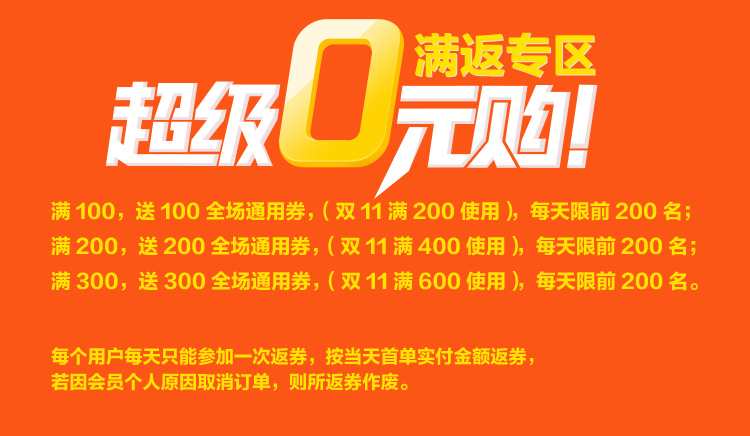 满返专区
超级0元购！
满100，送100全场通用券，（双11满200使用），每天限前200名；
满200，送200全场通用券，（双11满400使用），每天限前200名；
满300，送300全场通用券，（双11满600使用），每天限前200名。
每个用户每天只能参加一次返券，按当天首单实付金额返券，
若因会员个人原因取消订单，则所返券作废。